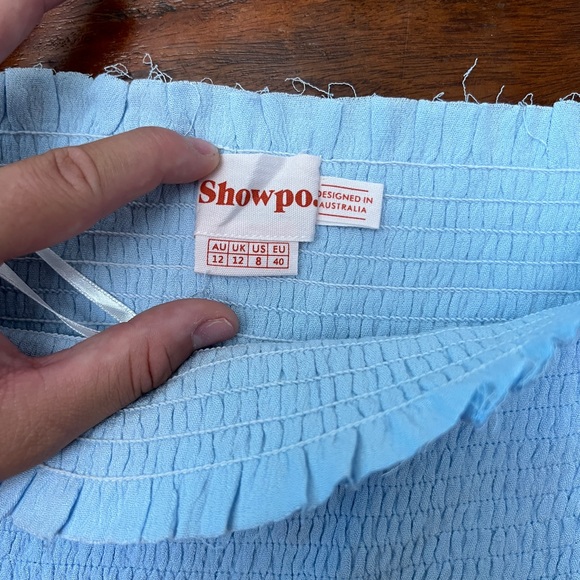 Showpo.
DESIGNED IN
AUSTRALIA
AU UK US EU
12 12 8 40